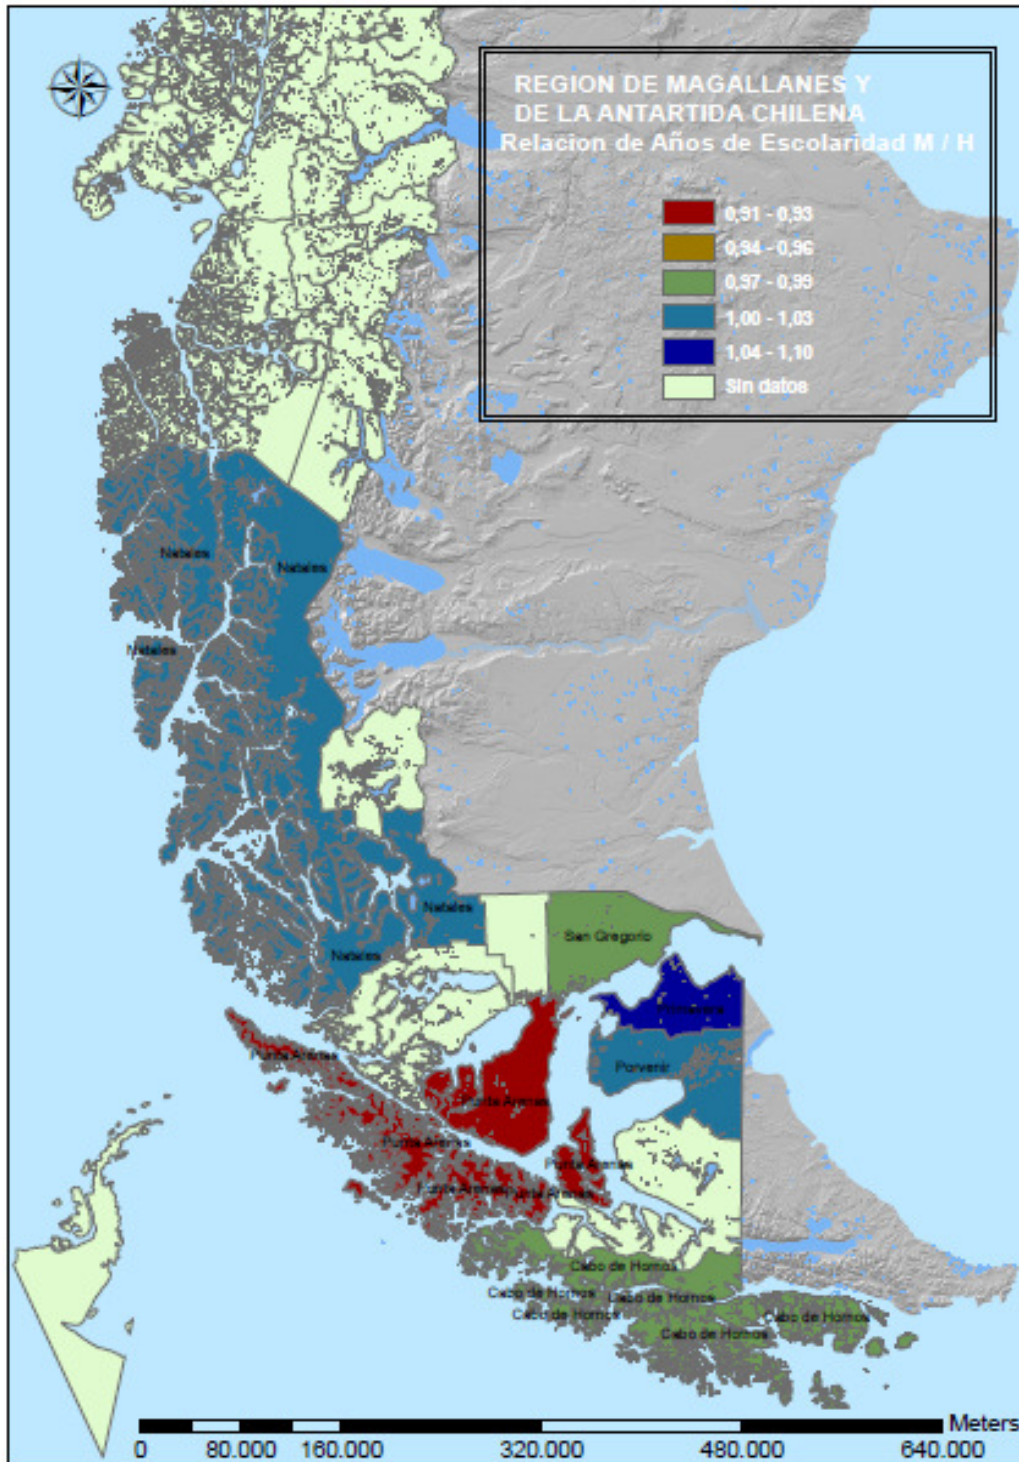 REGION DE MAGALLANES Y
DE LA ANTARTIDA CHILENA
Relacion de Años de Escolaridad M / H
0,91 - 0,93
0,94 - 0,96
0,97 - 0,99
1,00 - 1,03
1,04 - 1,10
Sin datos
Natales
Natales
Natales
Natales
San Gregorio
Natales
Primavera
Punta Arenas
Porvenir
Punta Arenas
Punta Arenas
Punta Arenas
Punta Arenas
Punta Arenas
Cabo de Hornos
Cabo de Hornos
Cabo de Hornos
Cabo de Hornos
Cabo de Hornos
Cabo de Hornos
Meters
0 80.000 160.000 320.000 480.000 640.000